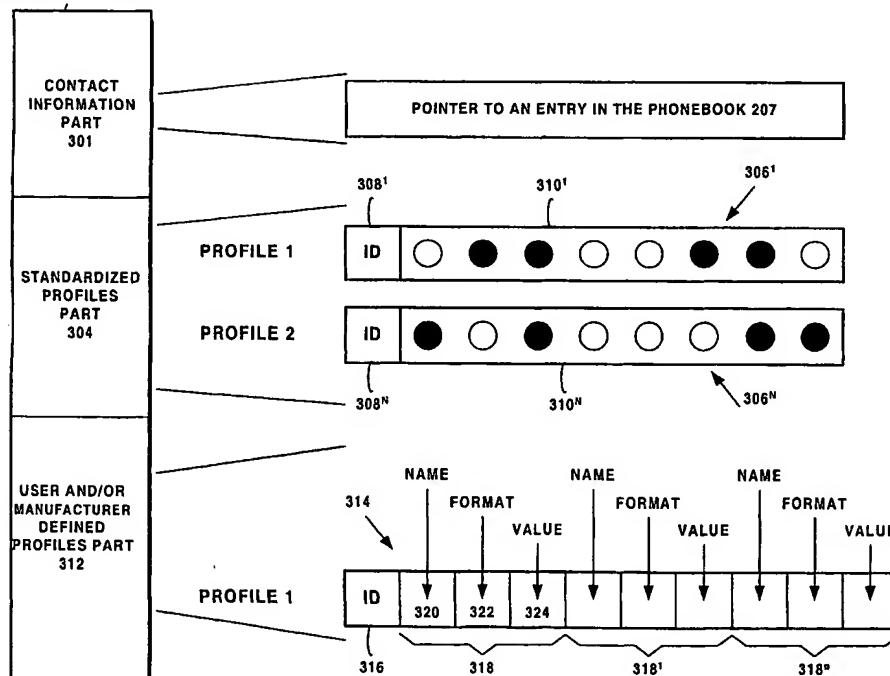 CONTACT
INFORMATION
PART
301
POINTER TO AN ENTRY IN THE PHONEBOOK 207
308¹
310¹
306¹
PROFILE 1
ID
STANDARDIZED
PROFILES
PART
304
PROFILE 2
ID
308ᴺ
310ᴺ
306ᴺ
USER AND/OR
MANUFACTURER
DEFINED
PROFILES PART
312
314
NAME
FORMAT
VALUE
NAME
FORMAT
VALUE
NAME
FORMAT
VALUE
PROFILE 1
ID
320
322
324
316
318
318¹
318ⁿ